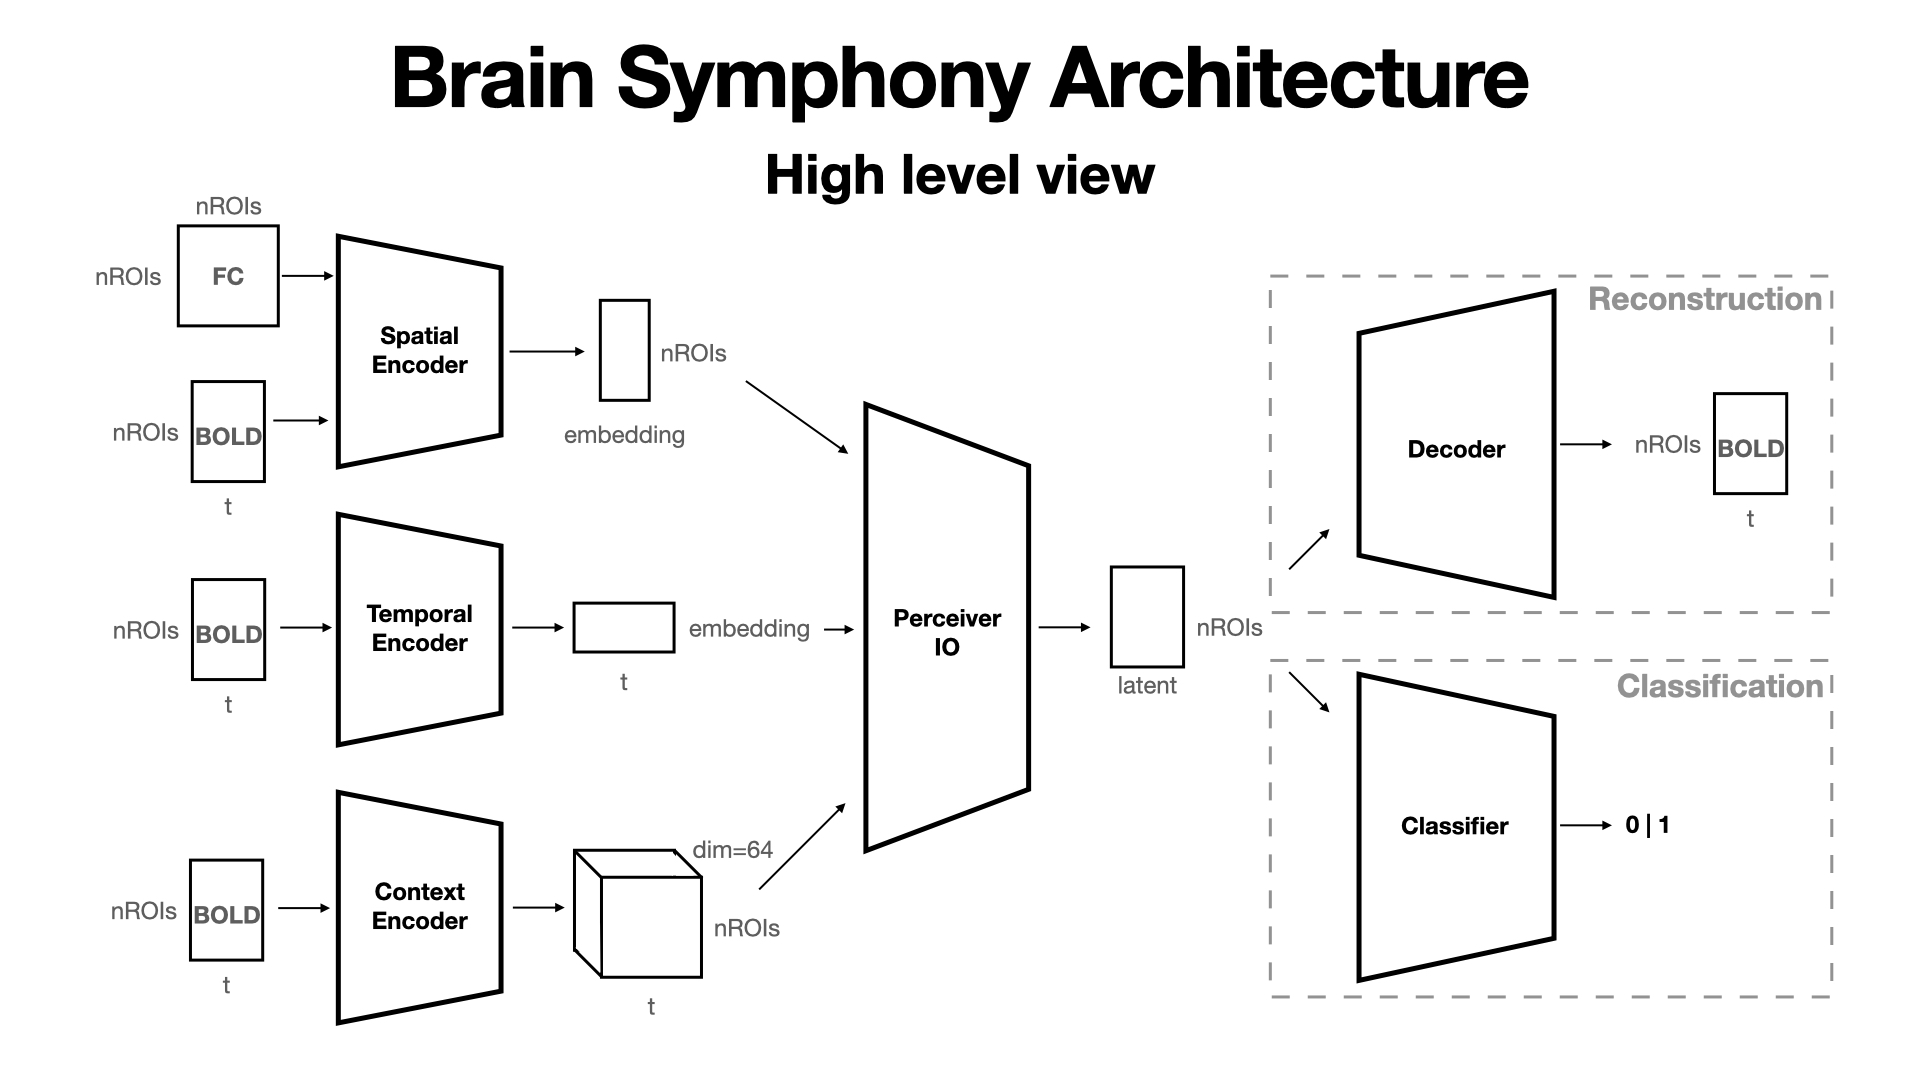 Brain Symphony Architecture
High level view
nROIs
nROIs
FC
nROIs
BOLD
t
Spatial
Encoder
nROIs
embedding
nROIs
BOLD
t
Temporal
Encoder
embedding
t
nROIs
BOLD
t
Context
Encoder
dim=64
nROIs
t
Perceiver
IO
nROIs
latent
Reconstruction
Decoder
nROIs
BOLD
t
Classification
Classifier
0 | 1